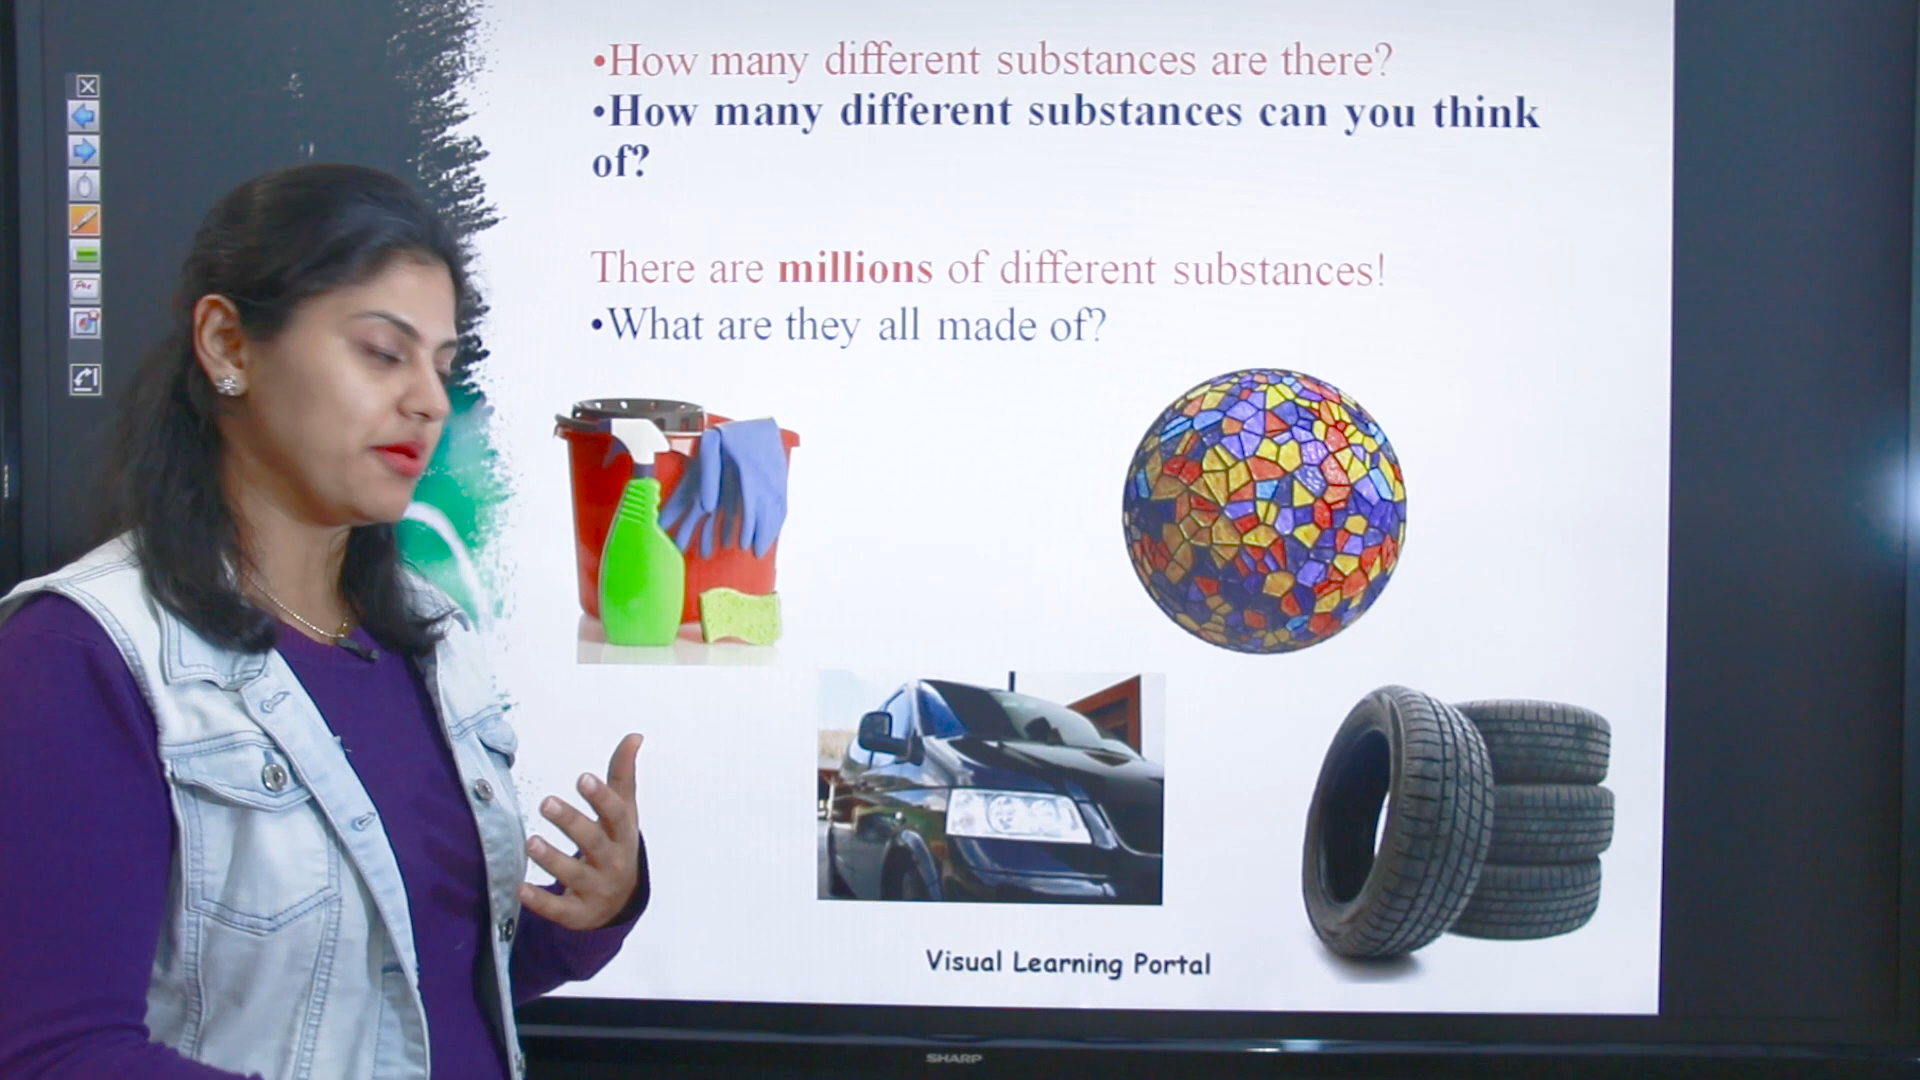 •How many different substances are there?
•How many different substances can you think
of?
There are millions of different substances!
•What are they all made of?
Visual Learning Portal
SHARP